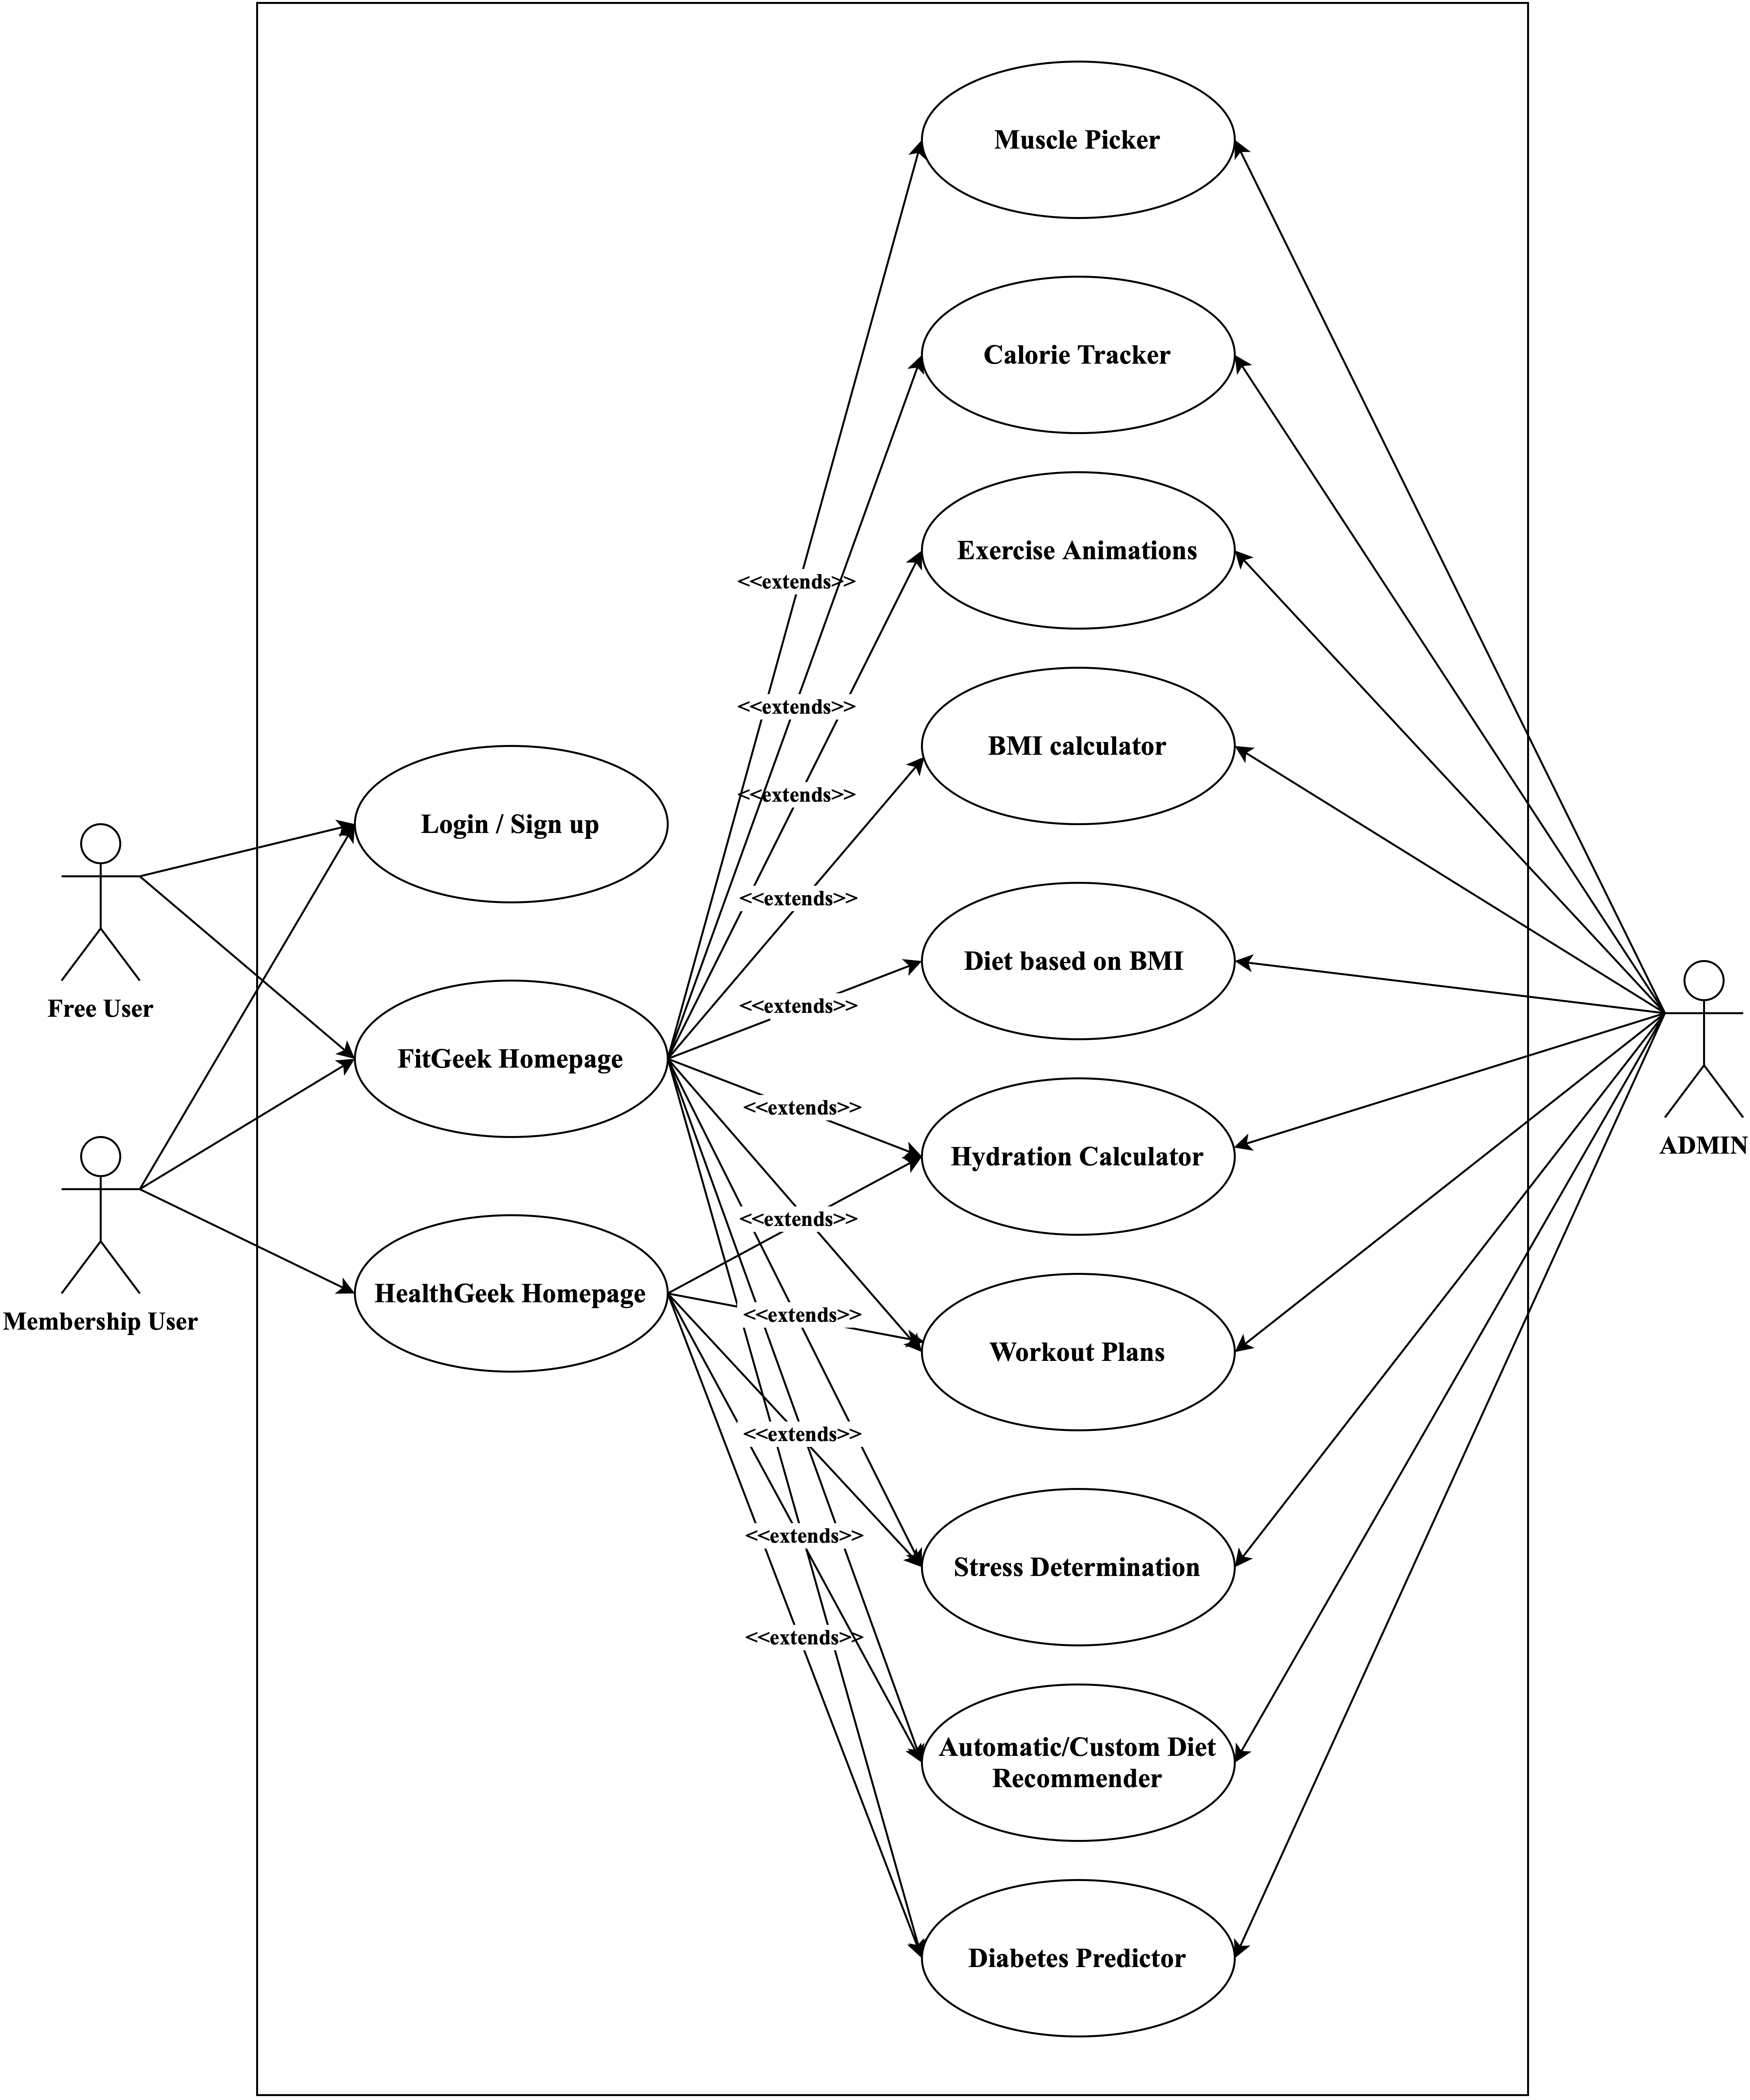 Muscle Picker
Calorie Tracker
Exercise Animations
<<extends>>
<<extends>>
BMI calculator
<<extends>>
Login / Sign up
<<extends>>
Diet based on BMI
Free User
<<extends>>
FitGeek Homepage
<<extends>>
ADMIN
Hydration Calculator
<<extends>>
HealthGeek Homepage
<<extends>>
Membership User
Workout Plans
<<extends>>
<<extends>>
Stress Determination
<<extends>>
Automatic/Custom Diet
Recommender
Diabetes Predictor